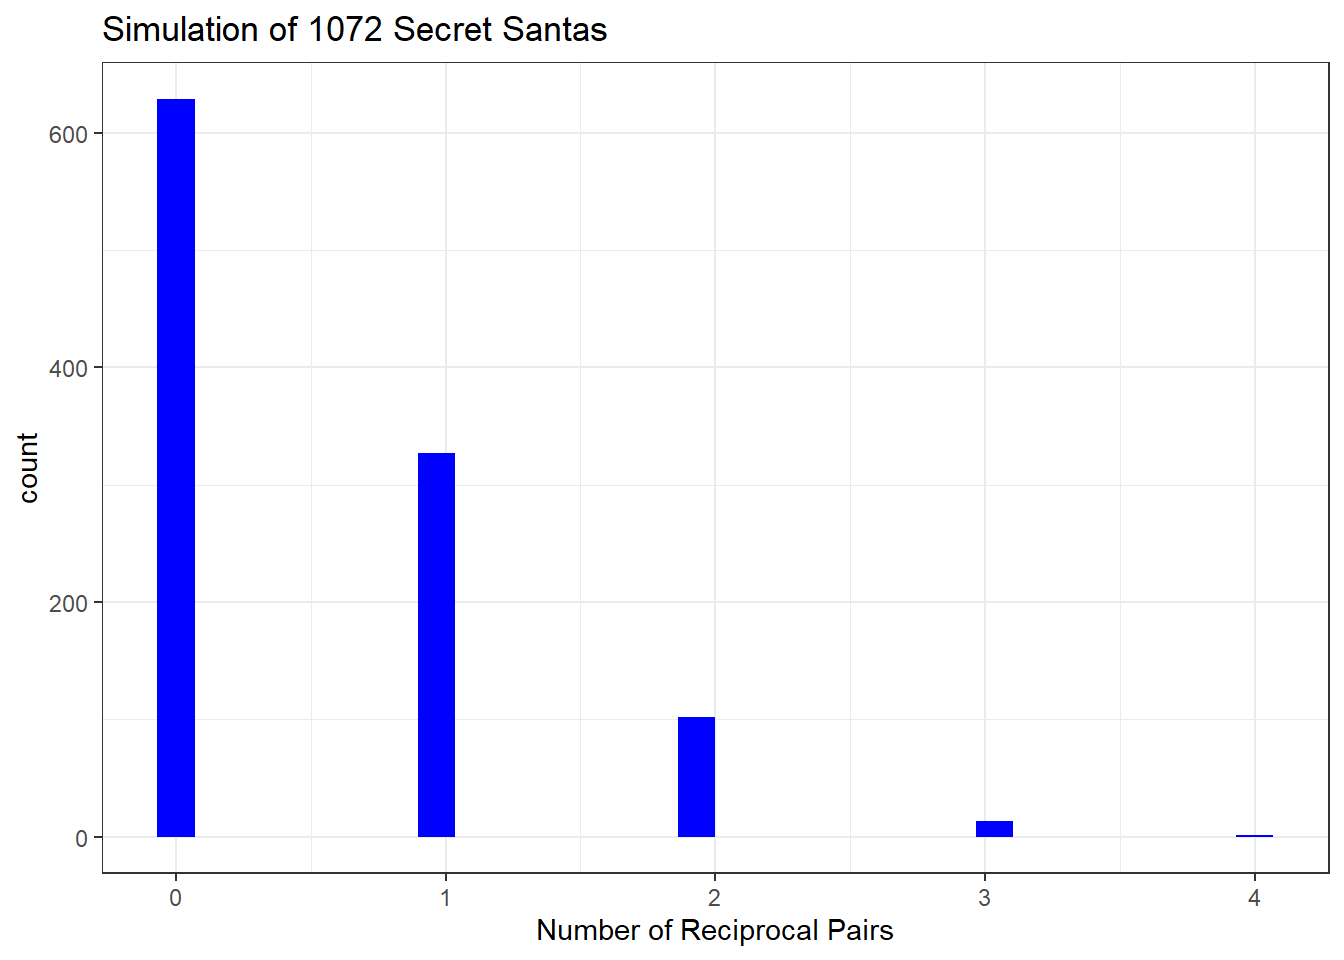 Simulation of 1072 Secret Santas
600
400
200
0
count
0 1 2 3 4
Number of Reciprocal Pairs